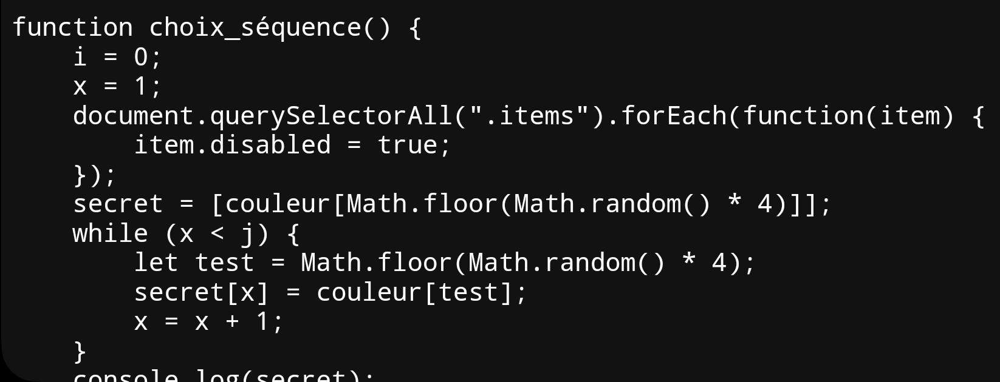 function choix_séquence() {
    i = 0;
    x = 1;
    document.querySelectorAll(".items").forEach(function(item) {
        item.disabled = true;
    });
    secret = [couleur[Math.floor(Math.random() * 4)]];
    while (x < j) {
        let test = Math.floor(Math.random() * 4);
        secret[x] = couleur[test];
        x = x + 1;
    }
    console.log(secret);